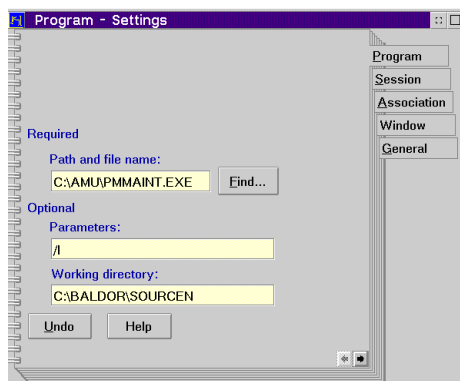 Program - Settings
Program
Session
Association
Window
General
Required
Path and file name:
C:\AMU\PMMAINT.EXE
Find...
Optional
Parameters:
/I
Working directory:
C:\BALDOR\SOURCEN
Undo
Help